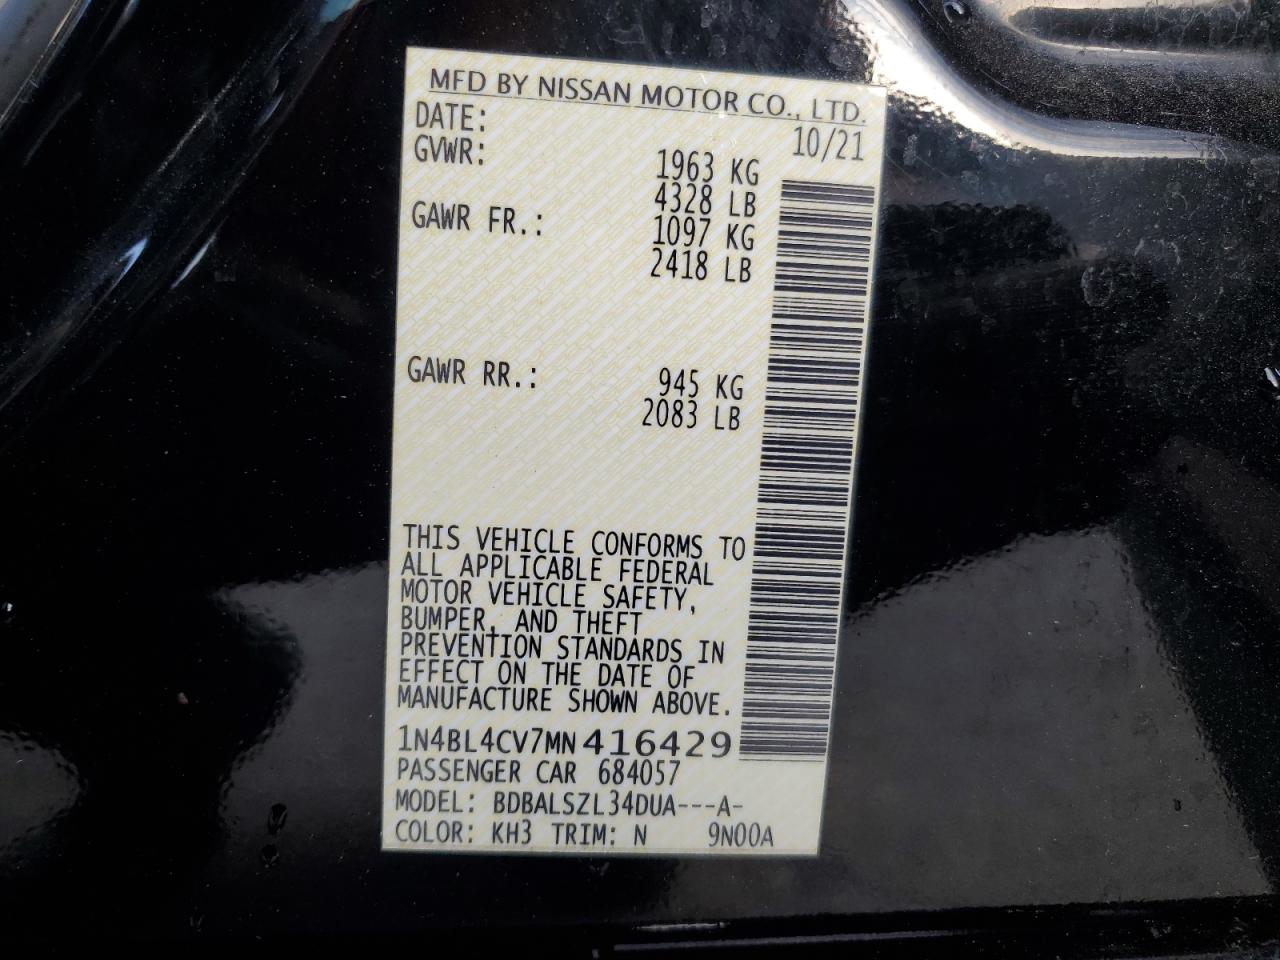 MFD BY NISSAN MOTOR CO., LTD.
DATE: 10/21
GVWR: 1963 KG
4328 LB
GAWR FR.: 1097 KG
2418 LB
GAWR RR.: 945 KG
2083 LB
THIS VEHICLE CONFORMS TO
ALL APPLICABLE FEDERAL
MOTOR VEHICLE SAFETY,
BUMPER, AND THEFT
PREVENTION STANDARDS IN
EFFECT ON THE DATE OF
MANUFACTURE SHOWN ABOVE.
1N4BL4CV7MN416429
PASSENGER CAR 684057
MODEL: BDBALSZL34DUA---A-
COLOR: KH3 TRIM: N 9N00A